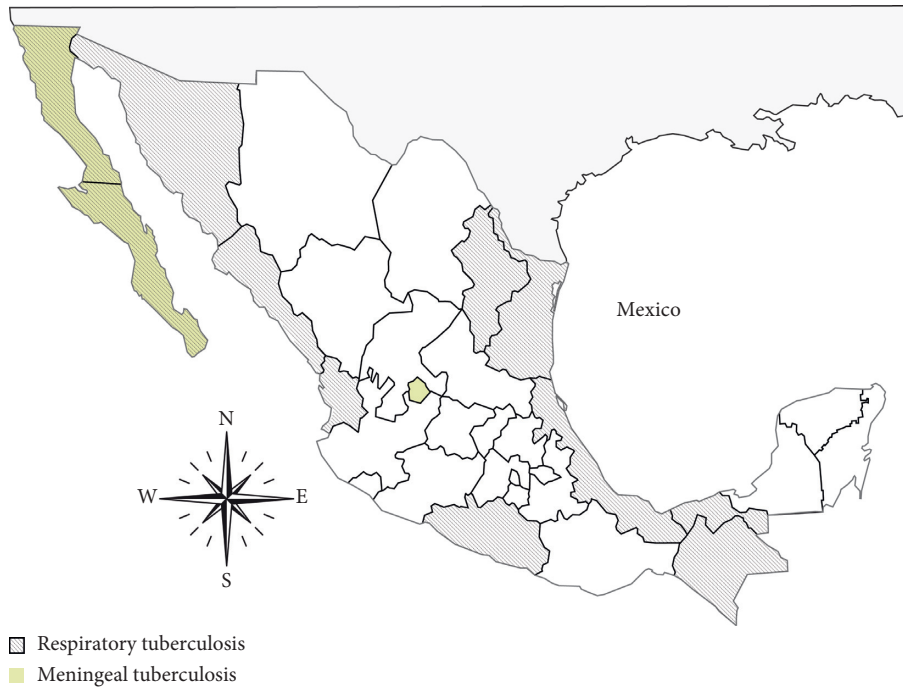 Mexico
N
W
E
S
Respiratory tuberculosis
Meningeal tuberculosis